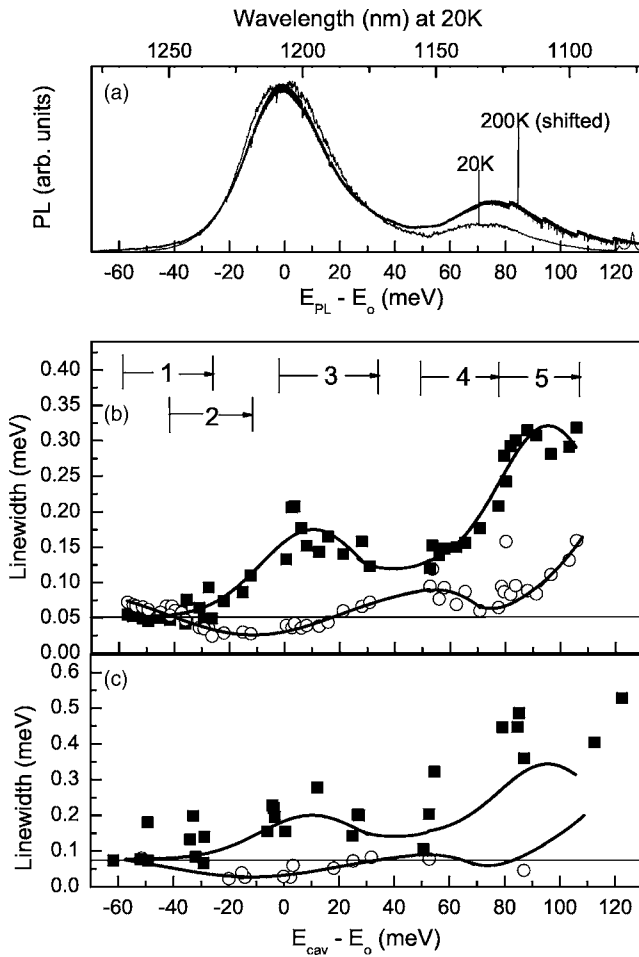 Wavelength (nm) at 20K
1250 1200 1150 1100
(a)
PL (arb. units)
200K (shifted)
20K
-60 -40 -20 0 20 40 60 80 100 120
E_PL - E_o (meV)
0.40
0.35
0.30
0.25
0.20
0.15
0.10
0.05
0.00
Linewidth (meV)
1 3 4 5
(b)
2
0.6
0.5
0.4
0.3
0.2
0.1
0.0
Linewidth (meV)
(c)
-60 -40 -20 0 20 40 60 80 100 120
E_cav - E_o (meV)